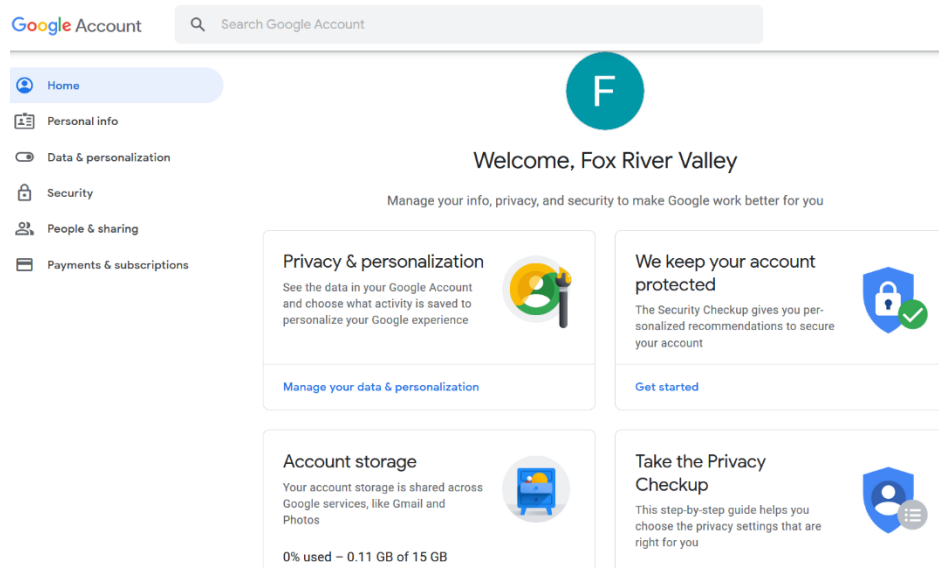 Google Account
Search Google Account
Home
Personal info
Data & personalization
Security
People & sharing
Payments & subscriptions
F
Welcome, Fox River Valley
Manage your info, privacy, and security to make Google work better for you
Privacy & personalization
See the data in your Google Account
and choose what activity is saved to
personalize your Google experience
Manage your data & personalization
We keep your account
protected
The Security Checkup gives you per-
sonalized recommendations to secure
your account
Get started
Account storage
Your account storage is shared across
Google services, like Gmail and
Photos
0% used – 0.11 GB of 15 GB
Take the Privacy
Checkup
This step-by-step guide helps you
choose the privacy settings that are
right for you